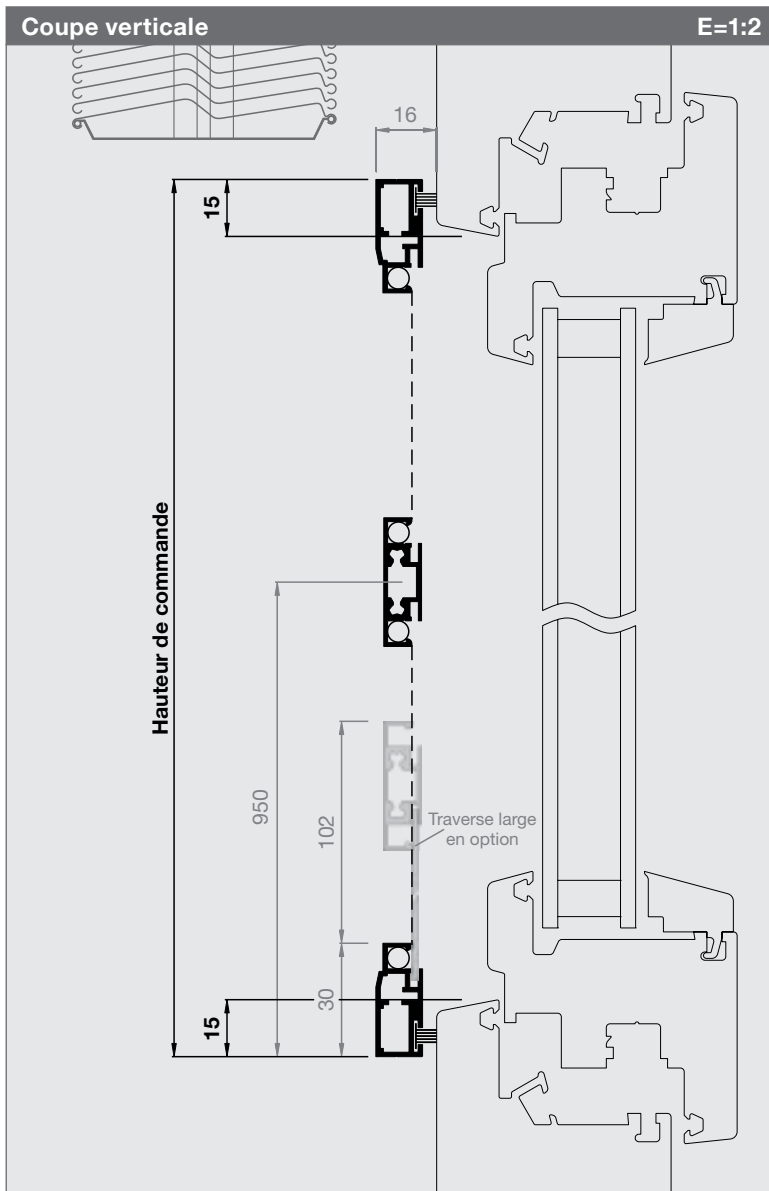 Coupe verticale E=1:2
16
15
Hauteur de commande
950
102
Traverse large
en option
30
15